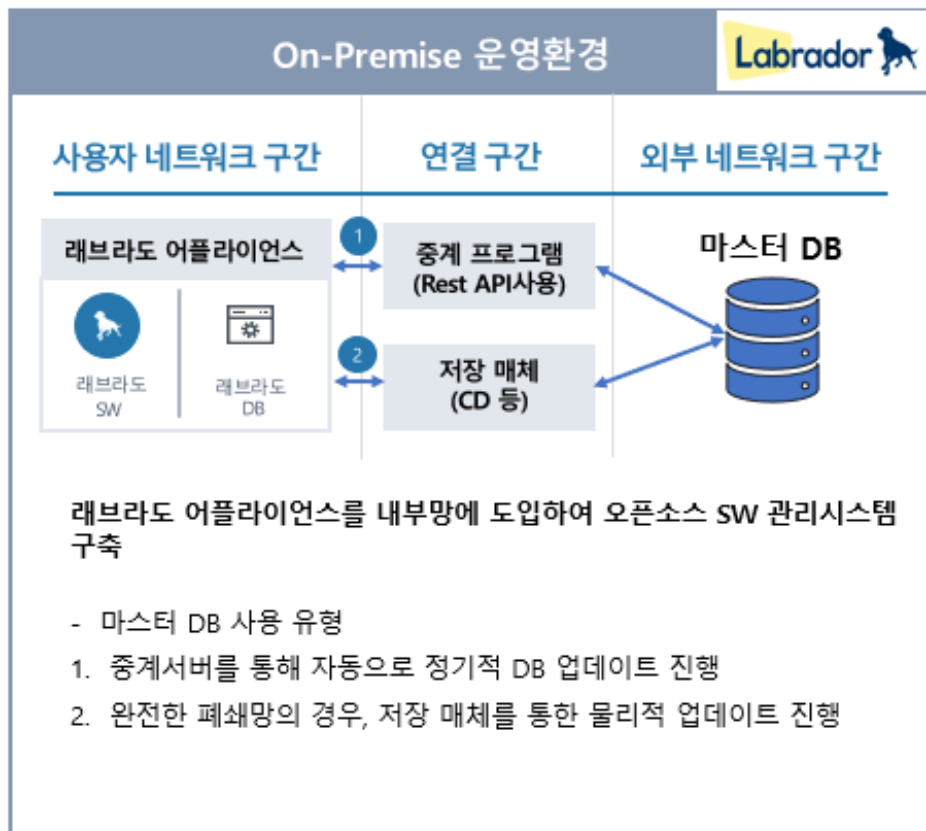 On-Premise 운영환경
Labrador
사용자 네트워크 구간
연결 구간
외부 네트워크 구간
래브라도 어플라이언스
1
중계 프로그램
(Rest API사용)
마스터 DB
래브라도
SW
래브라도
DB
2
저장 매체
(CD 등)
래브라도 어플라이언스를 내부망에 도입하여 오픈소스 SW 관리시스템
구축
- 마스터 DB 사용 유형
1. 중계서버를 통해 자동으로 정기적 DB 업데이트 진행
2. 완전한 폐쇄망의 경우, 저장 매체를 통한 물리적 업데이트 진행